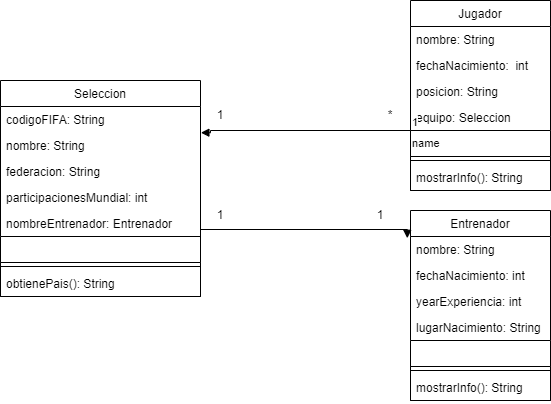 Jugador
nombre: String
fechaNacimiento:  int
posicion: String
equipo: Seleccion
1
name
mostrarInfo(): String
Seleccion
codigoFIFA: String
nombre: String
federacion: String
participacionesMundial: int
nombreEntrenador: Entrenador
obtienePais(): String
1
*
1
1
Entrenador
nombre: String
fechaNacimiento: int
yearExperiencia: int
lugarNacimiento: String
mostrarInfo(): String